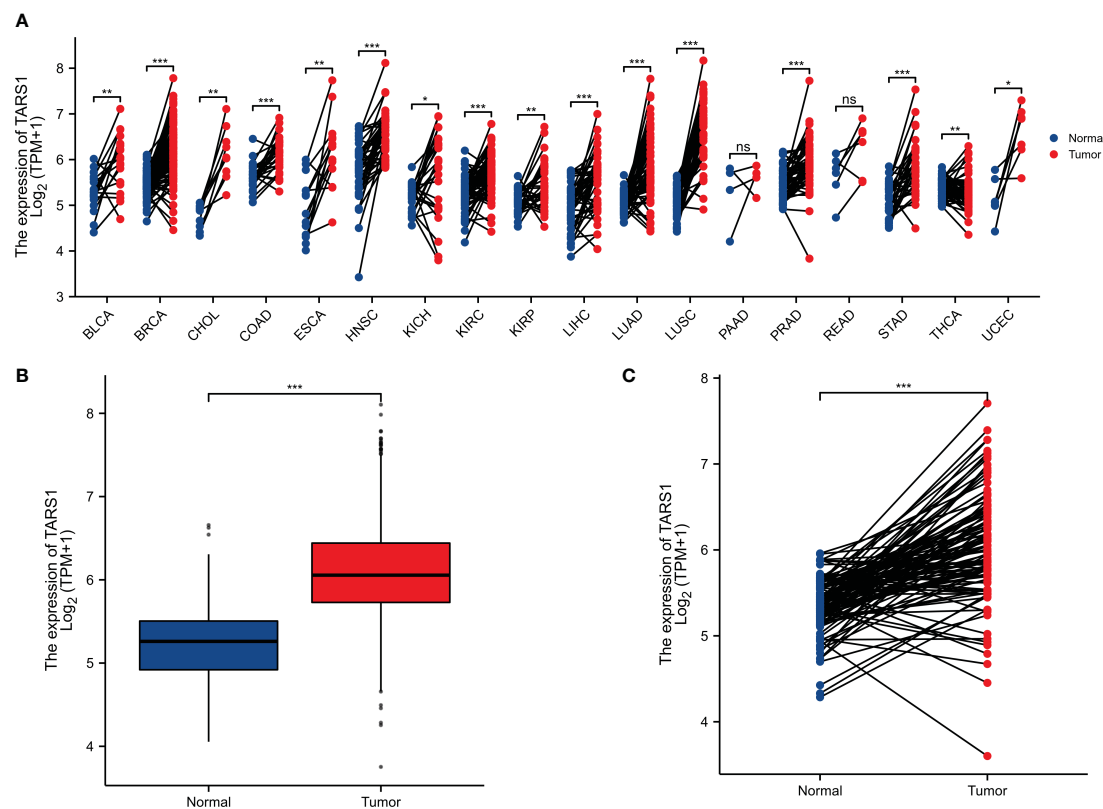 A
The expression of TARS1
Log2 (TPM+1)
8
7
6
5
4
3
**
***
**
***
**
***
*
***
**
***
***
***
ns
***
ns
***
**
*
BLCA
BRCA
CHOL
COAD
ESCA
HNSC
KICH
KIRC
KIRP
LIHC
LUAD
LUSC
PAAD
PRAD
READ
STAD
THCA
UCEC
Norma
Tumor
B
The expression of TARS1
Log2 (TPM+1)
8
7
6
5
4
***
Normal
Tumor
C
The expression of TARS1
Log2 (TPM+1)
8
7
6
5
4
***
Normal
Tumor